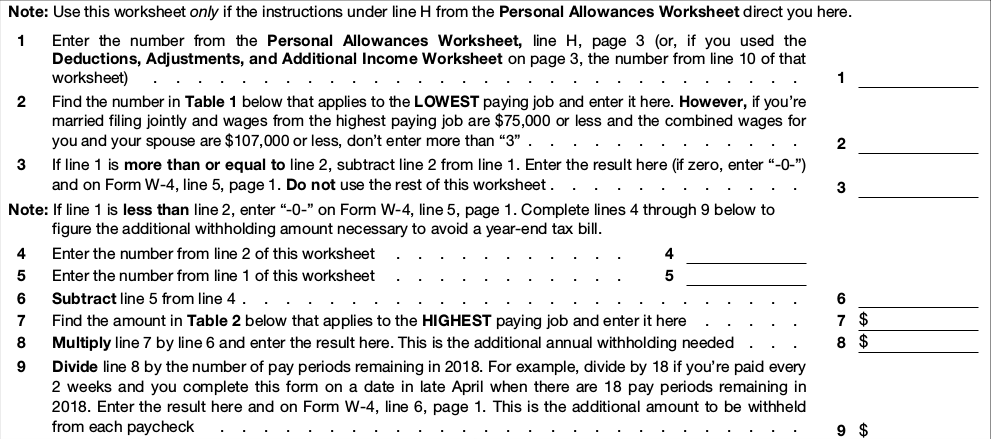 Note: Use this worksheet only if the instructions under line H from the Personal Allowances Worksheet direct you here.
1 Enter the number from the Personal Allowances Worksheet, line H, page 3 (or, if you used the
Deductions, Adjustments, and Additional Income Worksheet on page 3, the number from line 10 of that
worksheet) . . . . . . . . . . . . . . . . . . . . . . . . . 1
2 Find the number in Table 1 below that applies to the LOWEST paying job and enter it here. However, if you’re
married filing jointly and wages from the highest paying job are $75,000 or less and the combined wages for
you and your spouse are $107,000 or less, don’t enter more than “3” . . . . . . . . . . . . 2
3 If line 1 is more than or equal to line 2, subtract line 2 from line 1. Enter the result here (if zero, enter “-0-”)
and on Form W-4, line 5, page 1. Do not use the rest of this worksheet . . . . . . . . . . . 3
Note: If line 1 is less than line 2, enter “-0-” on Form W-4, line 5, page 1. Complete lines 4 through 9 below to
figure the additional withholding amount necessary to avoid a year-end tax bill.
4 Enter the number from line 2 of this worksheet . . . . . . . . . . . 4
5 Enter the number from line 1 of this worksheet . . . . . . . . . . . 5
6 Subtract line 5 from line 4 . . . . . . . . . . . . . . . . . . . . . . 6
7 Find the amount in Table 2 below that applies to the HIGHEST paying job and enter it here . . . . . 7 $
8 Multiply line 7 by line 6 and enter the result here. This is the additional annual withholding needed . . . 8 $
9 Divide line 8 by the number of pay periods remaining in 2018. For example, divide by 18 if you’re paid every
2 weeks and you complete this form on a date in late April when there are 18 pay periods remaining in
2018. Enter the result here and on Form W-4, line 6, page 1. This is the additional amount to be withheld
from each paycheck . . . . . . . . . . . . . . . . . . . . . . 9 $